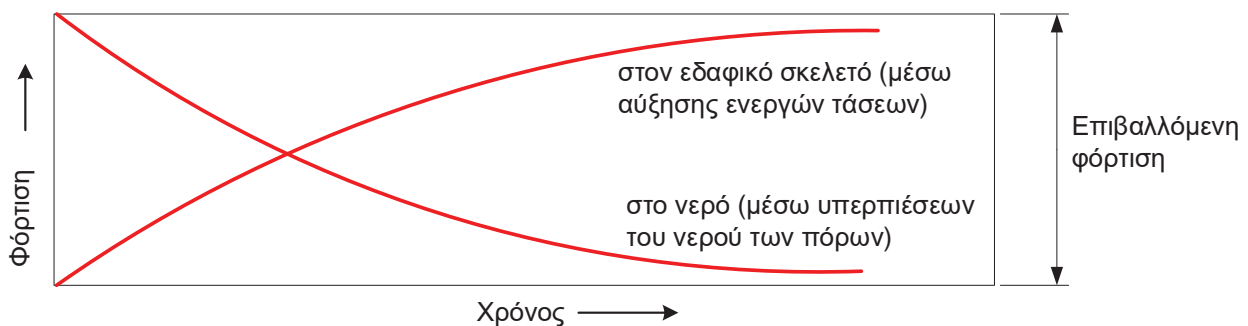 στον εδαφικό σκελετό (μέσω
αύξησης ενεργών τάσεων)
Επιβαλλόμενη
φόρτιση
Φόρτιση
στο νερό (μέσω υπερπιέσεων
του νερού των πόρων)
Χρόνος